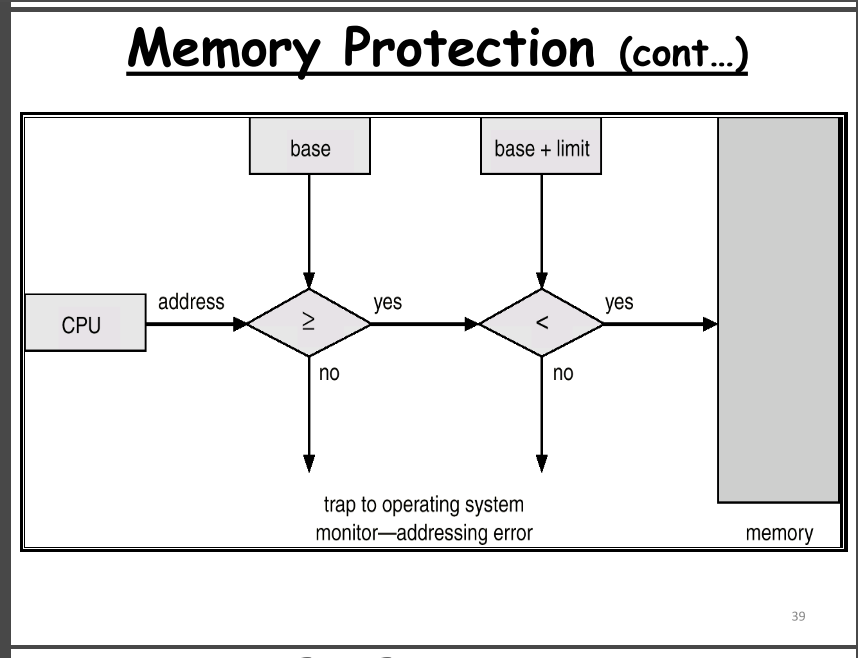 Memory Protection (cont…)
base
base + limit
address
yes
yes
CPU
≥
<
no
no
trap to operating system
monitor—addressing error
memory
39